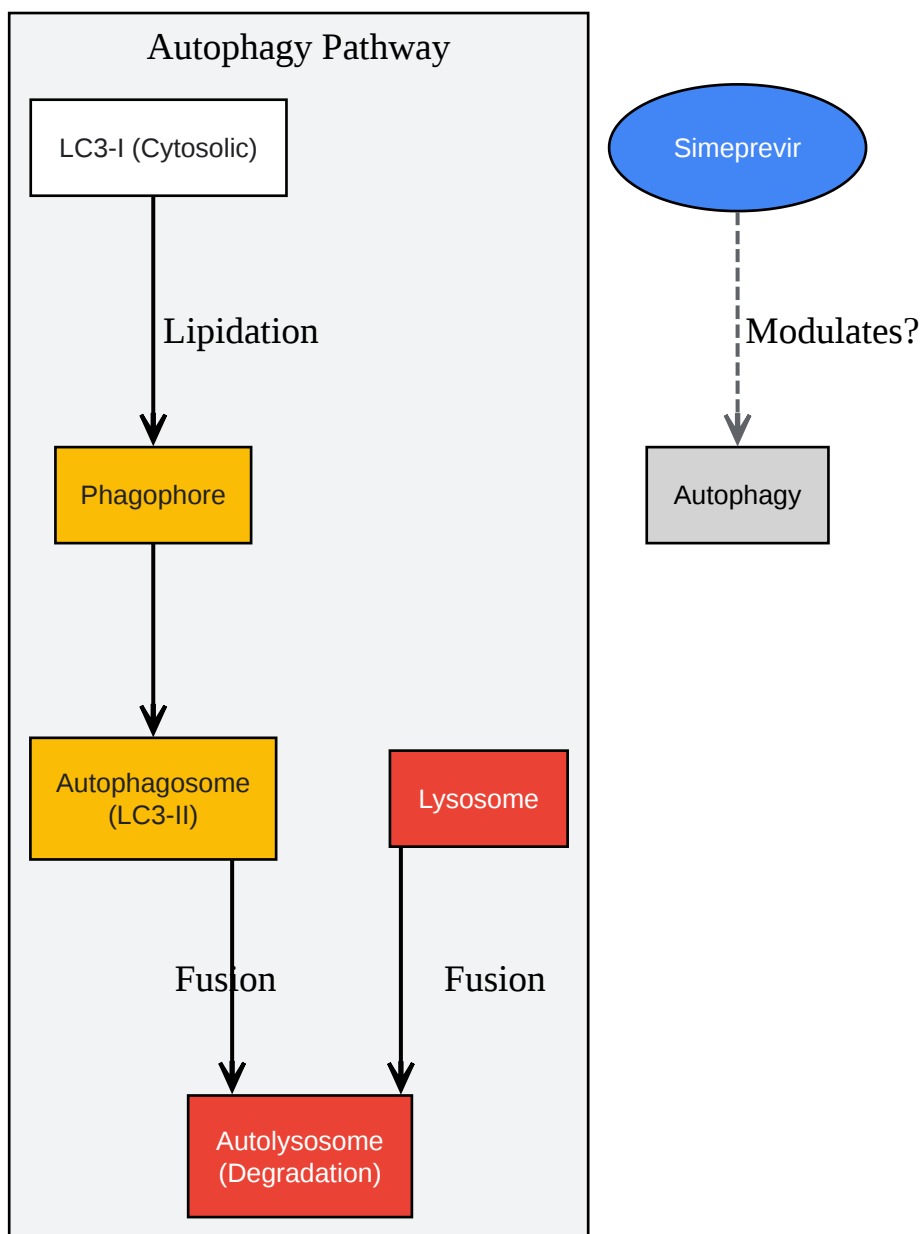 Autophagy Pathway
LC3-I (Cytosolic)
Simeprevir
Lipidation
Modulates?
Phagophore
Autophagy
Autophagosome
(LC3-II)
Lysosome
Fusion
Fusion
Autolysosome
(Degradation)